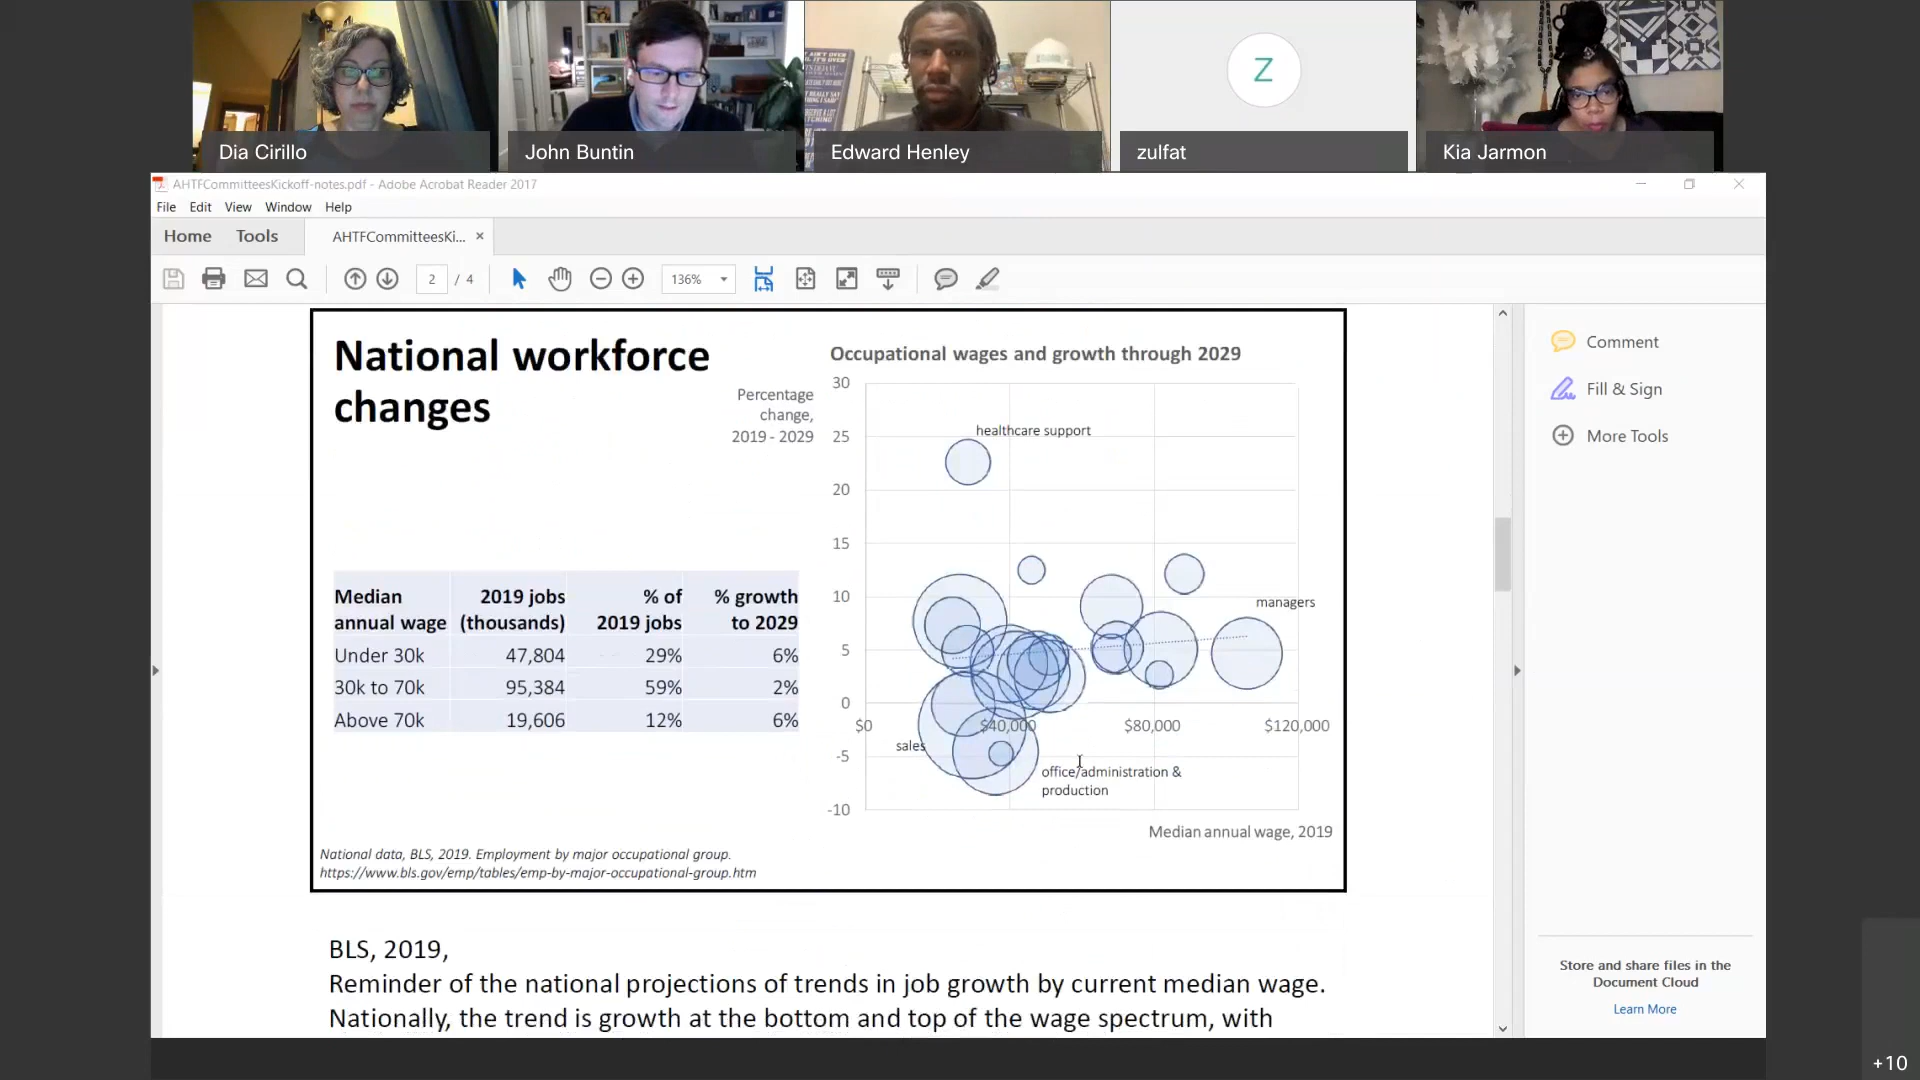 Dia Cirillo
John Buntin
Edward Henley
Z
zulfat
Kia Jarmon
AHTFCommitteesKickoff-notes.pdf - Adobe Acrobat Reader 2017
File Edit View Window Help
Home Tools AHTFCommitteesKi... ×
2 / 4 136%
National workforce
changes
Occupational wages and growth through 2029
Percentage
change,
2019 - 2029
30
25
20
15
10
5
0
-5
-10
healthcare support
managers
$0 $40,000 $80,000 $120,000
sales
office/administration &
production
Median annual wage, 2019
Median 2019 jobs % of % growth
annual wage (thousands) 2019 jobs to 2029
Under 30k 47,804 29% 6%
30k to 70k 95,384 59% 2%
Above 70k 19,606 12% 6%
National data, BLS, 2019. Employment by major occupational group.
https://www.bls.gov/emp/tables/emp-by-major-occupational-group.htm
BLS, 2019,
Reminder of the national projections of trends in job growth by current median wage.
Nationally, the trend is growth at the bottom and top of the wage spectrum, with
Comment
Fill & Sign
More Tools
Store and share files in the
Document Cloud
Learn More
+10